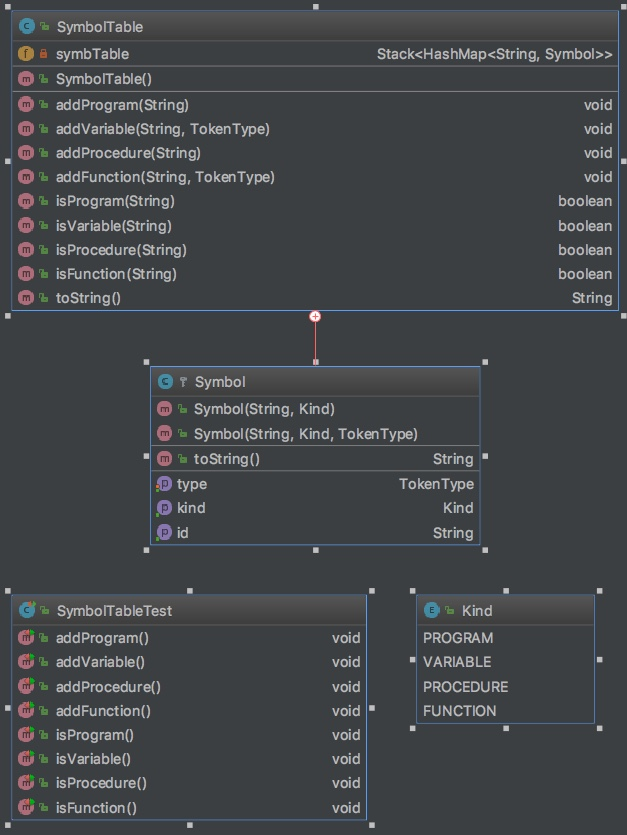 SymbolTable
symbTable Stack<HashMap<String, Symbol>>
SymbolTable()
addProgram(String) void
addVariable(String, TokenType) void
addProcedure(String) void
addFunction(String, TokenType) void
isProgram(String) boolean
isVariable(String) boolean
isProcedure(String) boolean
isFunction(String) boolean
toString() String
Symbol
Symbol(String, Kind)
Symbol(String, Kind, TokenType)
toString() String
type TokenType
kind Kind
id String
SymbolTableTest
addProgram() void
addVariable() void
addProcedure() void
addFunction() void
isProgram() void
isVariable() void
isProcedure() void
isFunction() void
Kind
PROGRAM
VARIABLE
PROCEDURE
FUNCTION